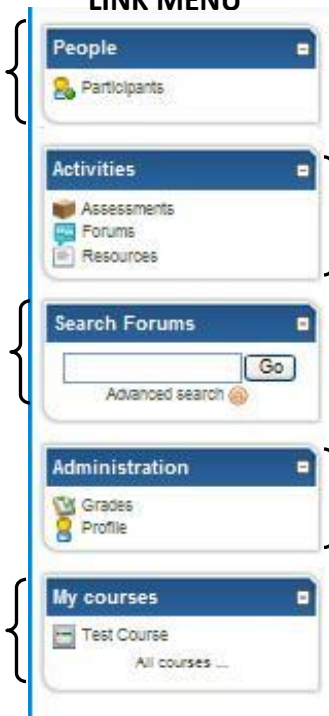 LINK MENU
People
Participants
Activities
Assessments
Forums
Resources
Search Forums
Go
Advanced search
Administration
Grades
Profile
My courses
Test Course
All courses ...